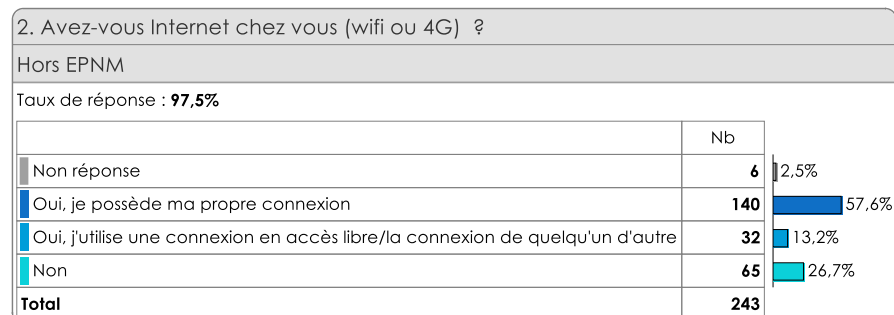 2. Avez-vous Internet chez vous (wifi ou 4G)  ?
Hors EPNM
Taux de réponse : 97,5%
Nb
Non réponse 6 2,5%
Oui, je possède ma propre connexion 140 57,6%
Oui, j'utilise une connexion en accès libre/la connexion de quelqu'un d'autre 32 13,2%
Non 65 26,7%
Total 243